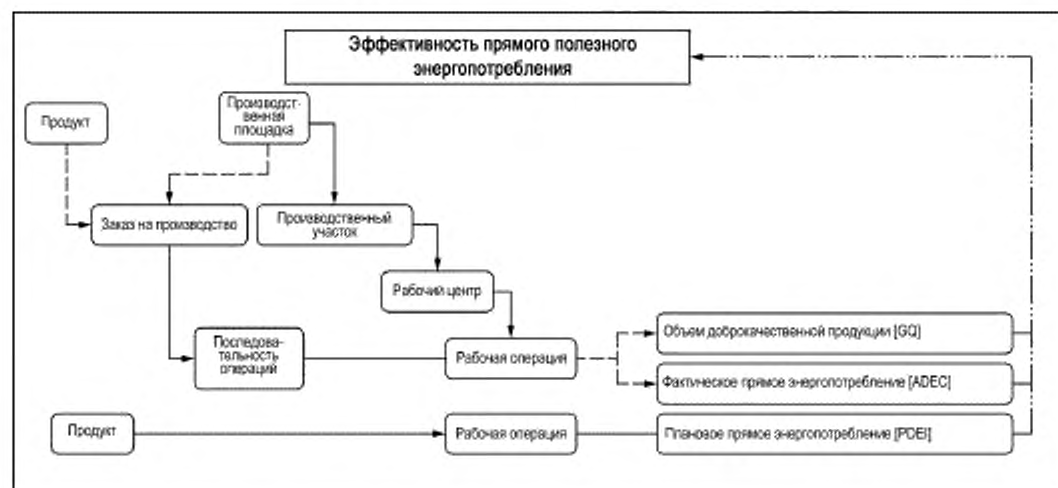 Эффективность прямого полезного
энергопотребления
Производст-
венная
площадка
Продукт
Заказ на производство
Производственный
участок
Рабочий центр
Последова-
тельность
операций
Рабочая операция
Объем доброкачественной продукции [GQ]
Фактическое прямое энергопотребление [ADEC]
Продукт
Рабочая операция
Плановое прямое энергопотребление [PDEI]